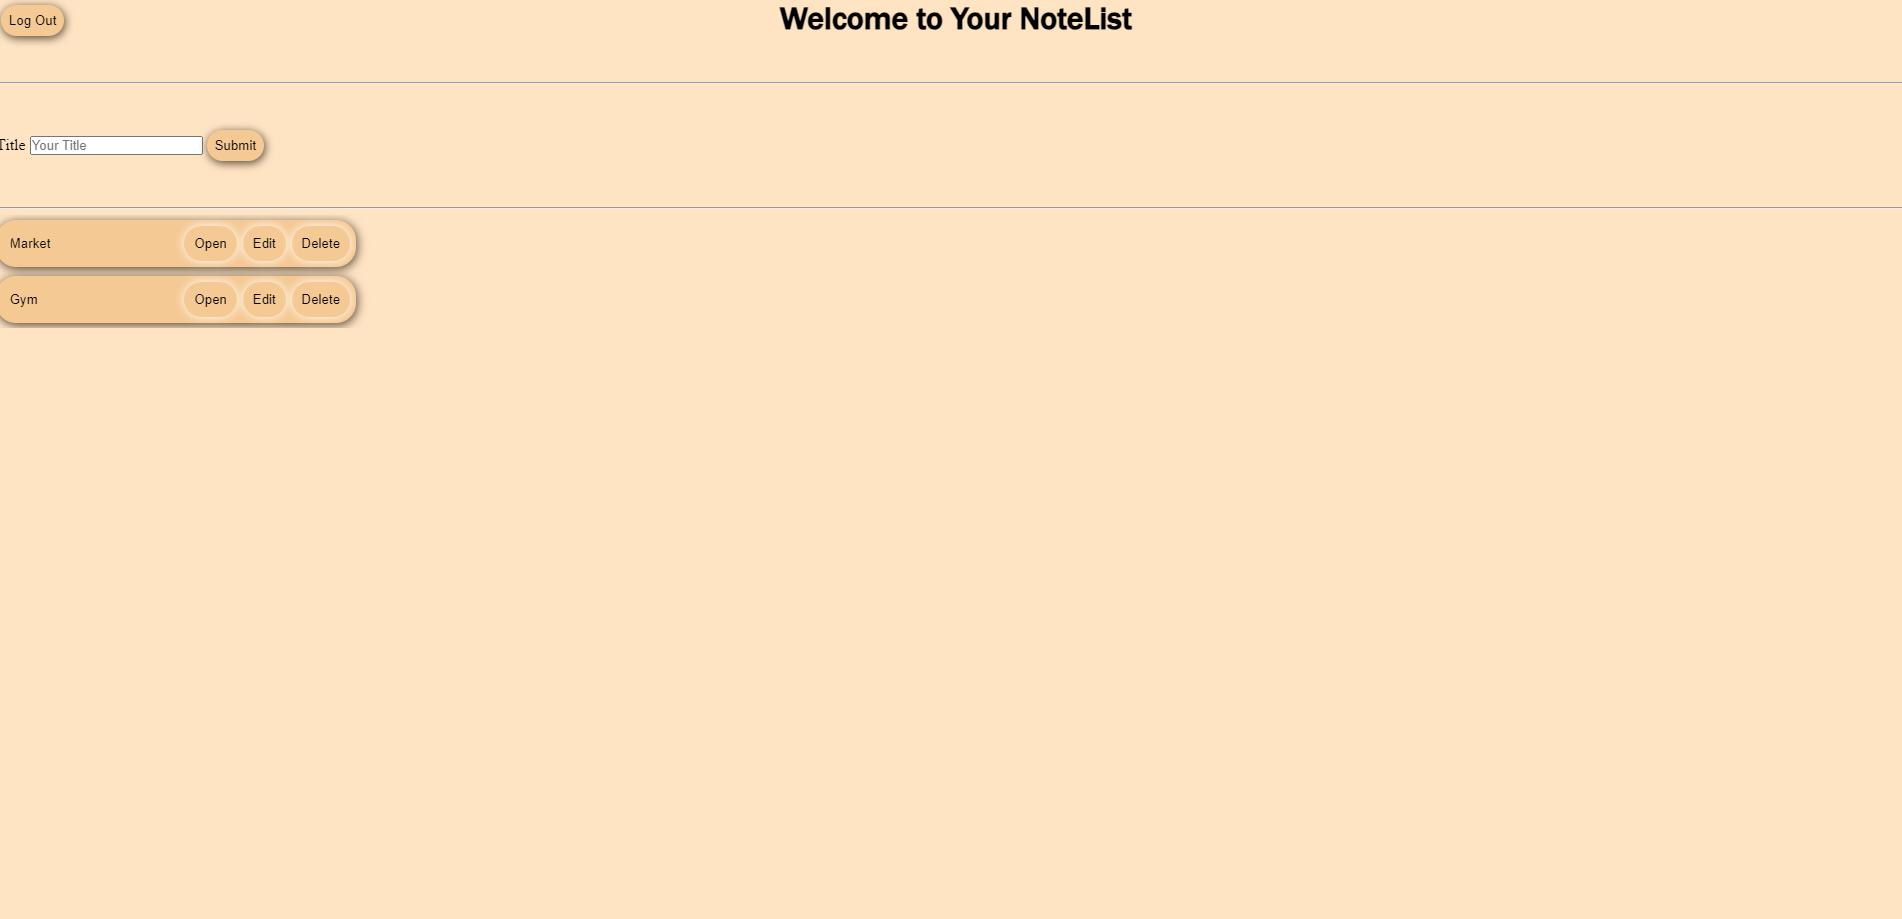 Log Out
Welcome to Your NoteList
Title Your Title Submit
Market Open Edit Delete
Gym Open Edit Delete